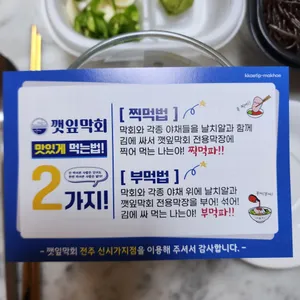 kkaetip-makhoe
깻잎막회
맛있게 먹는법!
2
가지!
[ 찍먹법 ]
막회와 각종 야채들을 날치알과 함께
김에 싸서 깻잎막회 전용막장에
찍어 먹는 나는야! 찍먹파!!
[ 부먹법 ]
막회와 각종 야채 위에 날치알과
깻잎막회 전용막장을 부어! 섞어!
김에 싸 먹는 나는야! 부먹파!!
- 깻잎막회 전주 신시가지점을 이용해 주셔서 감사합니다. -